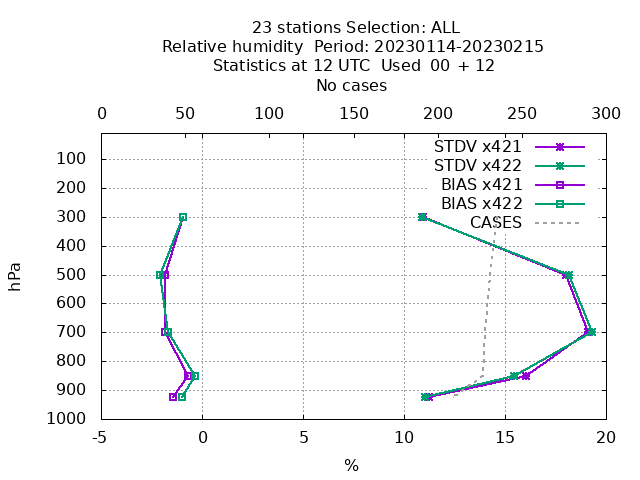 23 stations Selection: ALL
Relative humidity  Period: 20230114-20230215
Statistics at 12 UTC  Used  00 + 12
No cases
0 50 100 150 200 250 300
STDV x421
STDV x422
BIAS x421
BIAS x422
CASES
hPa
100
200
300
400
500
600
700
800
900
1000
-5 0 5 10 15 20
%